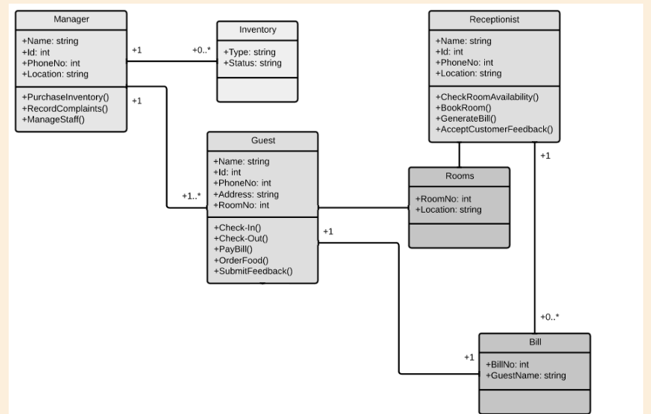 Manager
+Name: string
+Id: int
+PhoneNo: int
+Location: string
+PurchaseInventory()
+RecordComplaints()
+ManageStaff()
+1
+0..*
Inventory
+Type: string
+Status: string
+1
+1..*
Guest
+Name: string
+Id: int
+PhoneNo: int
+Address: string
+RoomNo: int
+Check-In()
+Check-Out()
+PayBill()
+OrderFood()
+SubmitFeedback()
Receptionist
+Name: string
+Id: int
+PhoneNo: int
+Location: string
+CheckRoomAvailability()
+BookRoom()
+GenerateBill()
+AcceptCustomerFeedback()
+1
Rooms
+RoomNo: int
+Location: string
+1
+0..*
+1
Bill
+BillNo: int
+GuestName: string